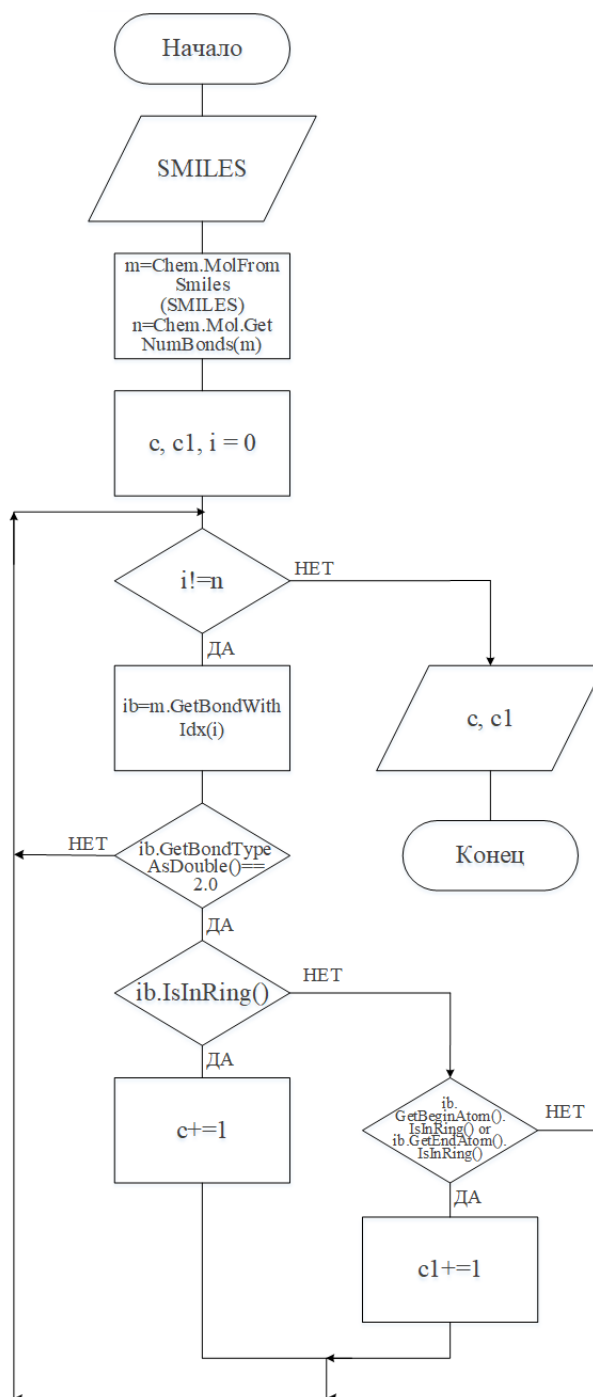 Начало
SMILES
m=Chem.MolFrom
Smiles
(SMILES)
n=Chem.Mol.Get
NumBonds(m)
c, c1, i = 0
i!=n
НЕТ
ДА
ib=m.GetBondWith
Idx(i)
c, c1
НЕТ
ib.GetBondType
AsDouble()==
2.0
Конец
ДА
ib.IsInRing()
НЕТ
ДА
c+=1
ib.
GetBeginAtom().
IsInRing() or
ib.GetEndAtom().
IsInRing()
НЕТ
ДА
c1+=1